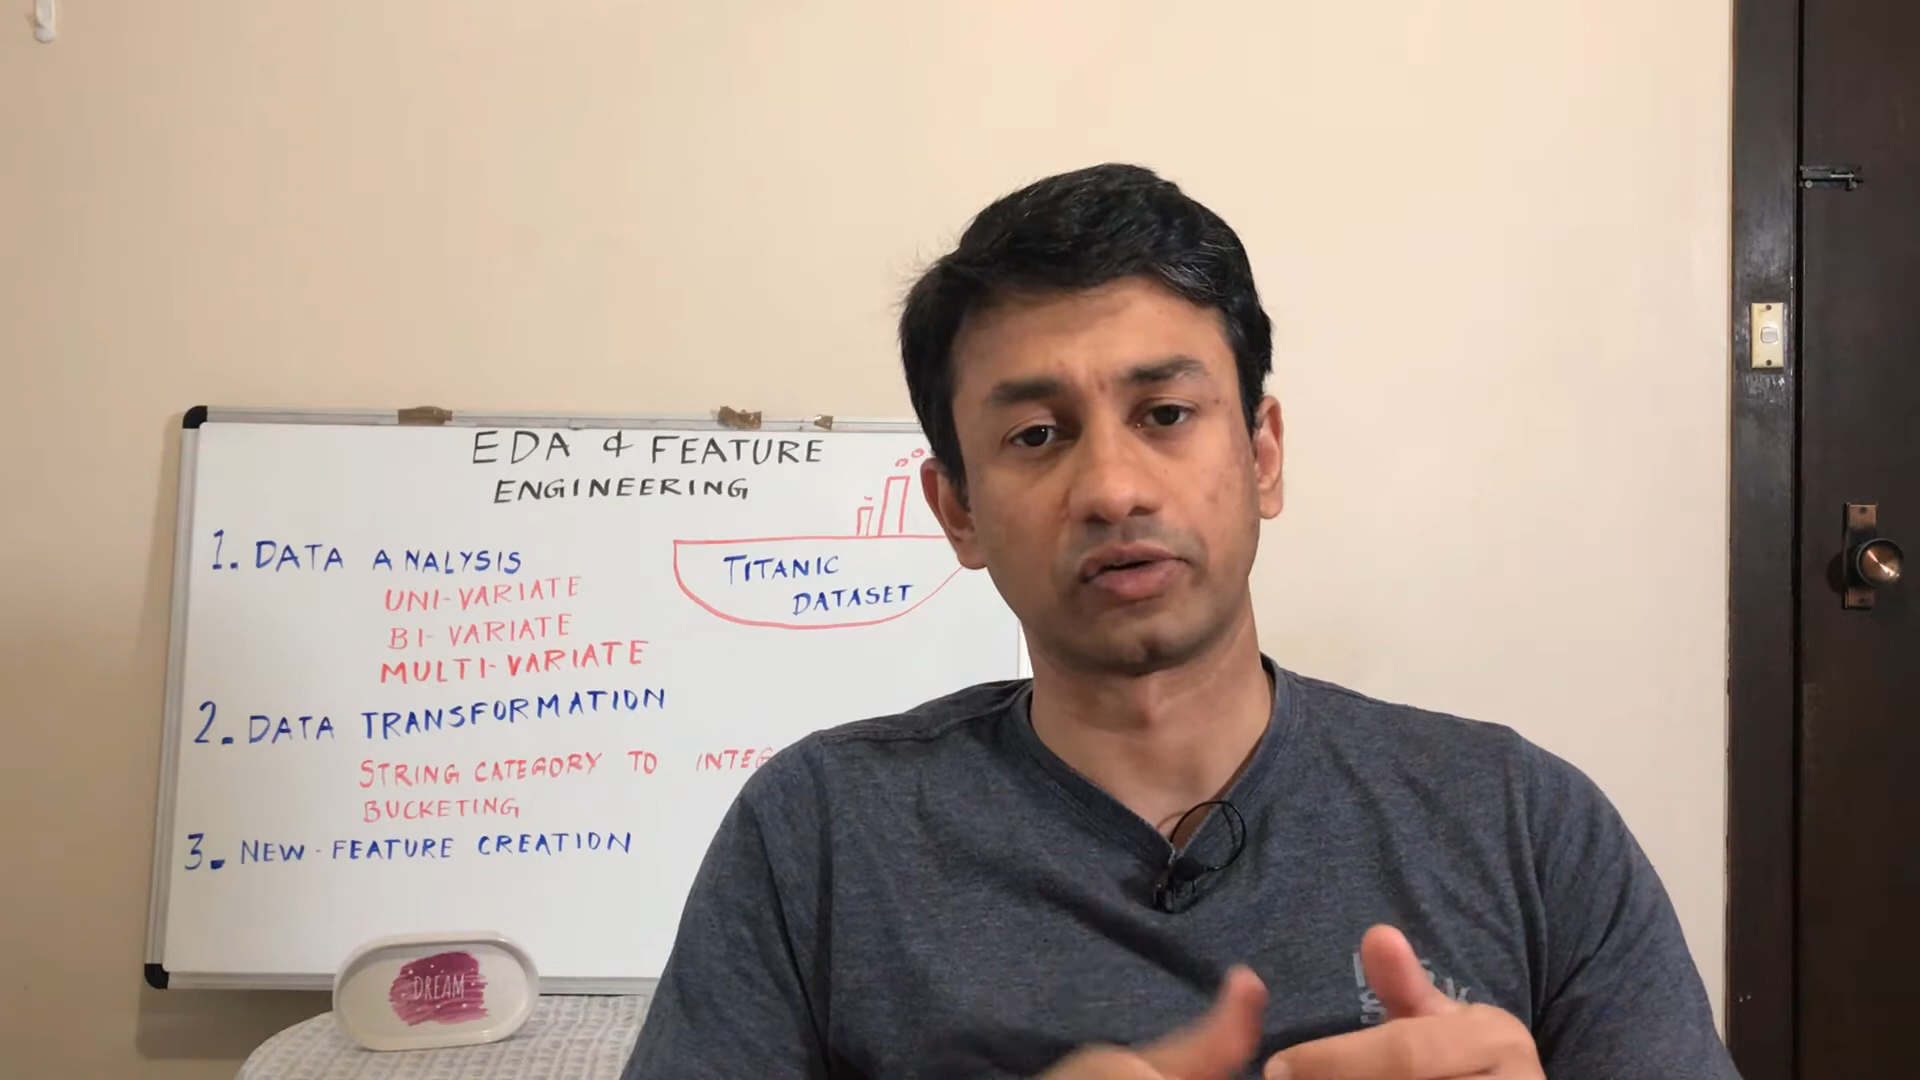 EDA & FEATURE
ENGINEERING
1. DATA ANALYSIS
UNI-VARIATE
BI-VARIATE
MULTI-VARIATE
TITANIC
DATASET
2. DATA TRANSFORMATION
STRING CATEGORY TO
BUCKETING
3. NEW-FEATURE CREATION
DREAM